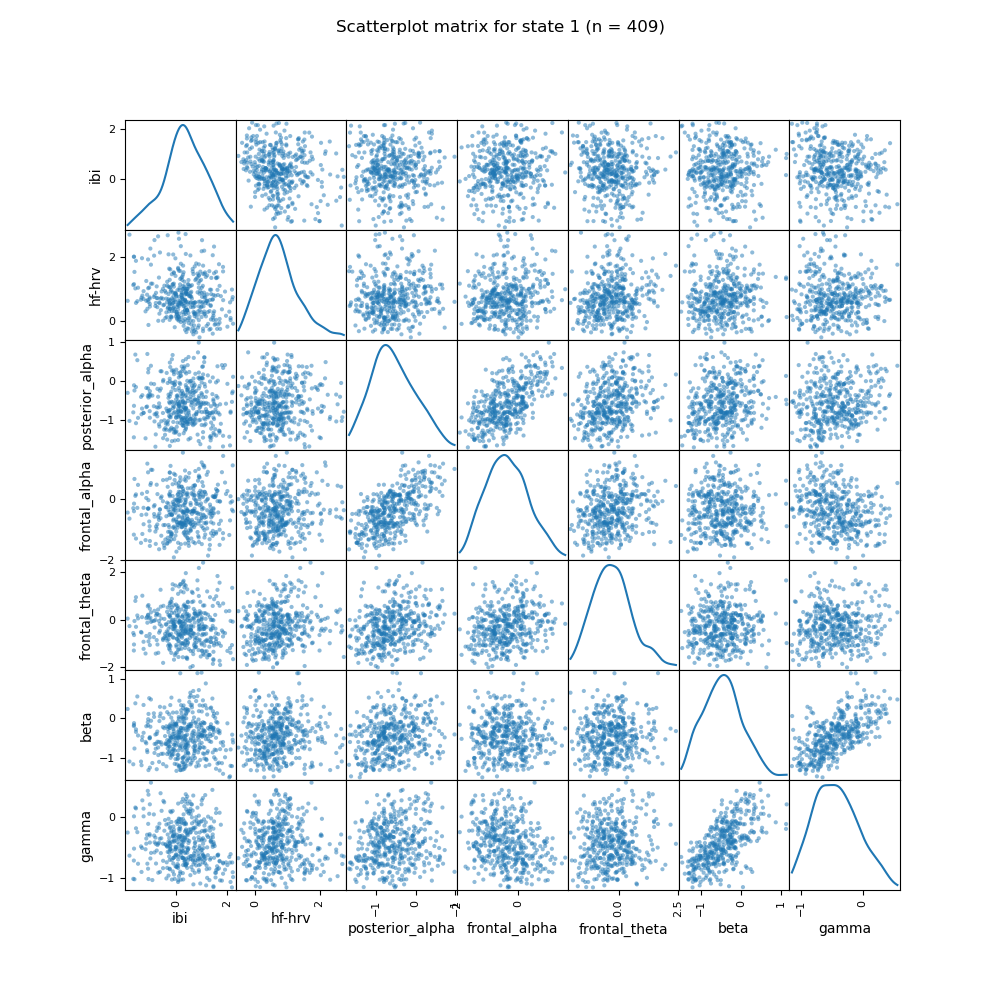 Scatterplot matrix for state 1 (n = 409)
2
0
ibi
2
0
hf-hrv
1
0
−1
posterior_alpha
0
−2
frontal_alpha
2
0
−2
frontal_theta
1
0
−1
beta
0
−1
gamma
0 2 0 2 −1 0 0 0.0 2.5 −1 0 1 −1 0
ibi hf-hrv posterior_alpha frontal_alpha frontal_theta beta gamma